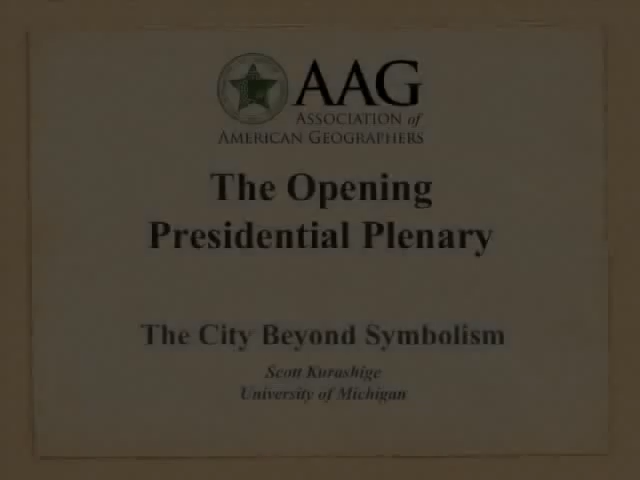 AAG
ASSOCIATION of
AMERICAN GEOGRAPHERS
The Opening
Presidential Plenary
The City Beyond Symbolism
Scott Kurashige
University of Michigan